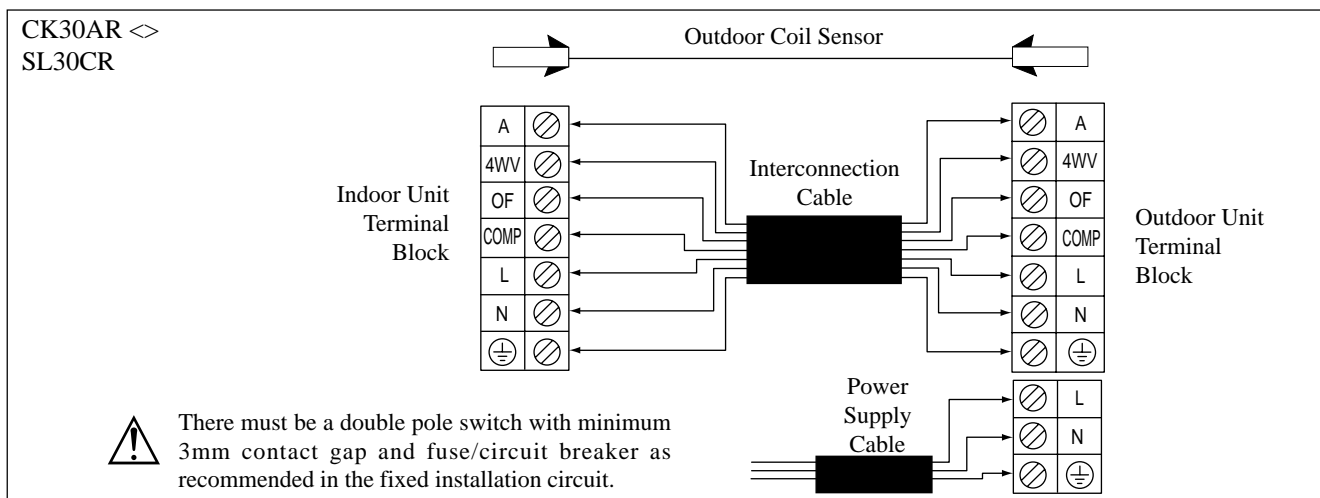 CK30AR <>
SL30CR
Outdoor Coil Sensor
Indoor Unit
Terminal
Block
A
4WV
OF
COMP
L
N
Interconnection
Cable
A
4WV
OF
COMP
L
N
Outdoor Unit
Terminal
Block
Power
Supply
Cable
L
N
There must be a double pole switch with minimum
3mm contact gap and fuse/circuit breaker as
recommended in the fixed installation circuit.